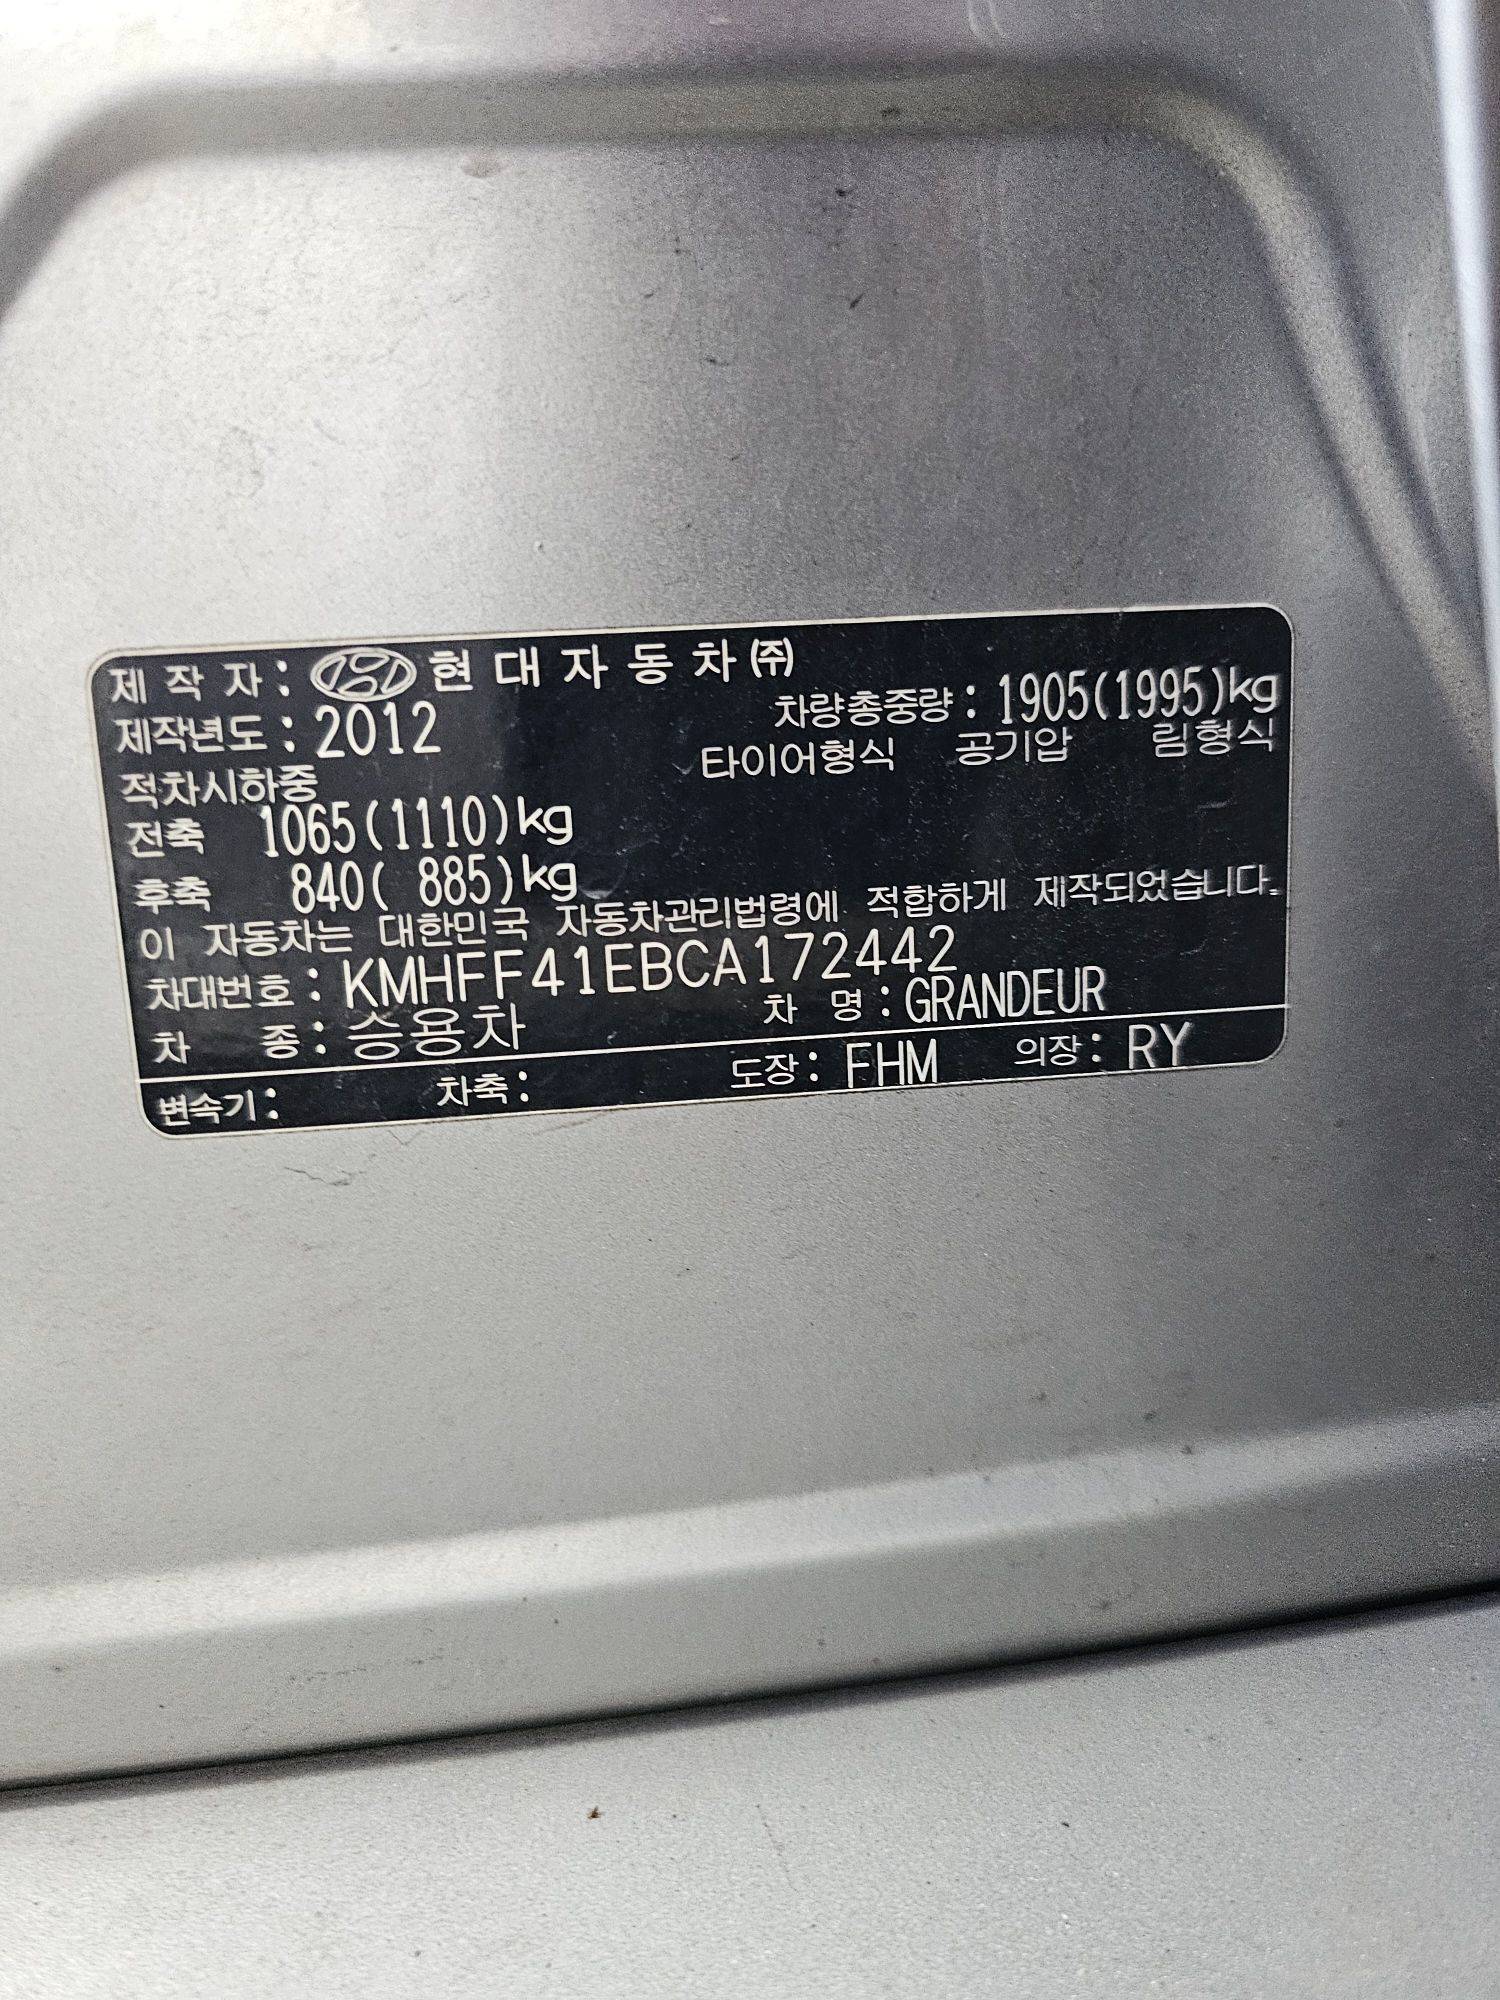 제 작 자 : 현 대 자 동 차 ㈜
제작년도 : 2012 차량총중량 : 1905(1995)kg
적차시하중 타이어형식 공기압 림형식
전축 1065(1110)kg
후축 840( 885)kg
이 자동차는 대한민국 자동차관리법령에 적합하게 제작되었습니다.
차대번호 : KMHFF41EBCA172442
차 종 : 승용차 차 명 : GRANDEUR
변속기 : 차축 : 도장 : FHM 의장 : RY